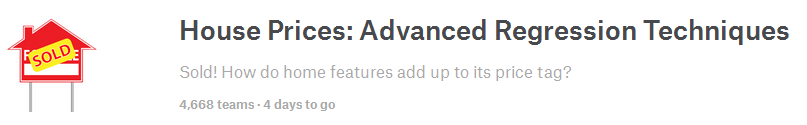 House Prices: Advanced Regression Techniques
SOLD
Sold! How do home features add up to its price tag?
4,668 teams · 4 days to go